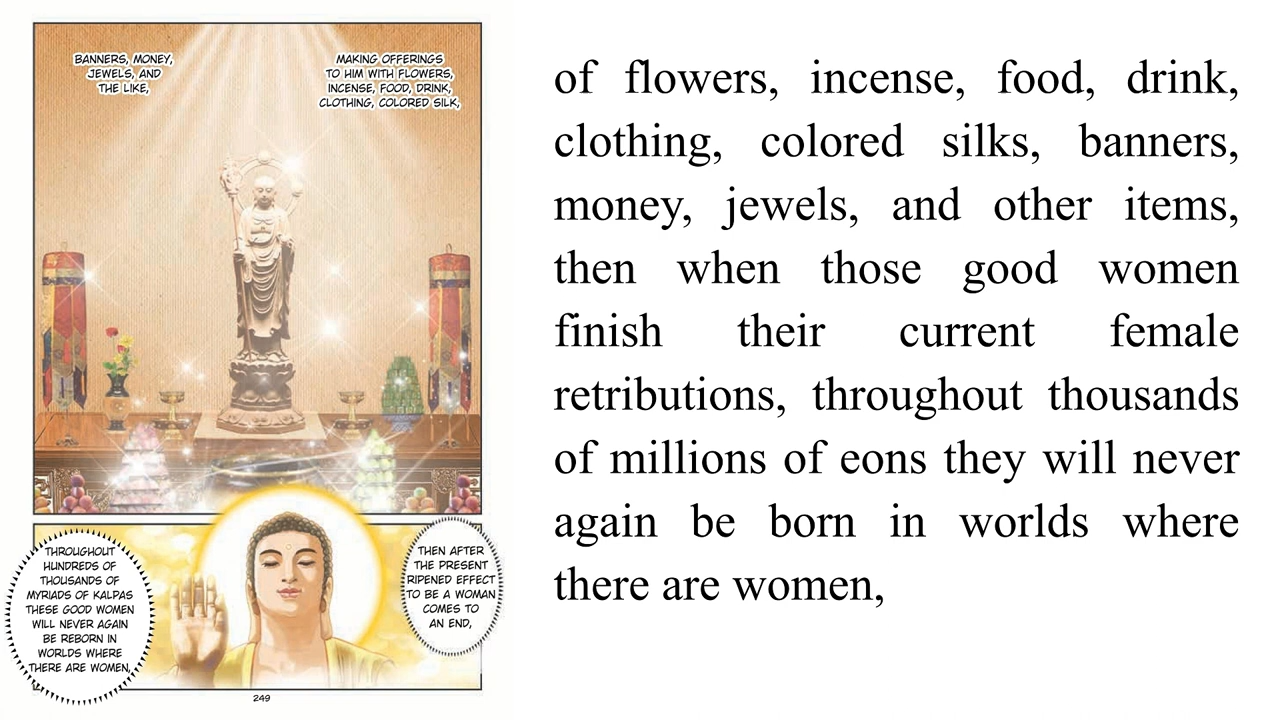 MAKING OFFERINGS
TO HIM WITH FLOWERS,
INCENSE, FOOD, DRINK,
CLOTHING, COLORED SILK,
BANNERS, MONEY,
JEWELS, AND
THE LIKE,
THEN AFTER
THE PRESENT
RIPENED EFFECT
TO BE A WOMAN
COMES TO
AN END,
THROUGHOUT
HUNDREDS OF
THOUSANDS OF
MYRIADS OF KALPAS
THESE GOOD WOMEN
WILL NEVER AGAIN
BE REBORN IN
WORLDS WHERE
THERE ARE WOMEN,
249
of flowers, incense, food, drink,
clothing, colored silks, banners,
money, jewels, and other items,
then when those good women
finish their current female
retributions, throughout thousands
of millions of eons they will never
again be born in worlds where
there are women,